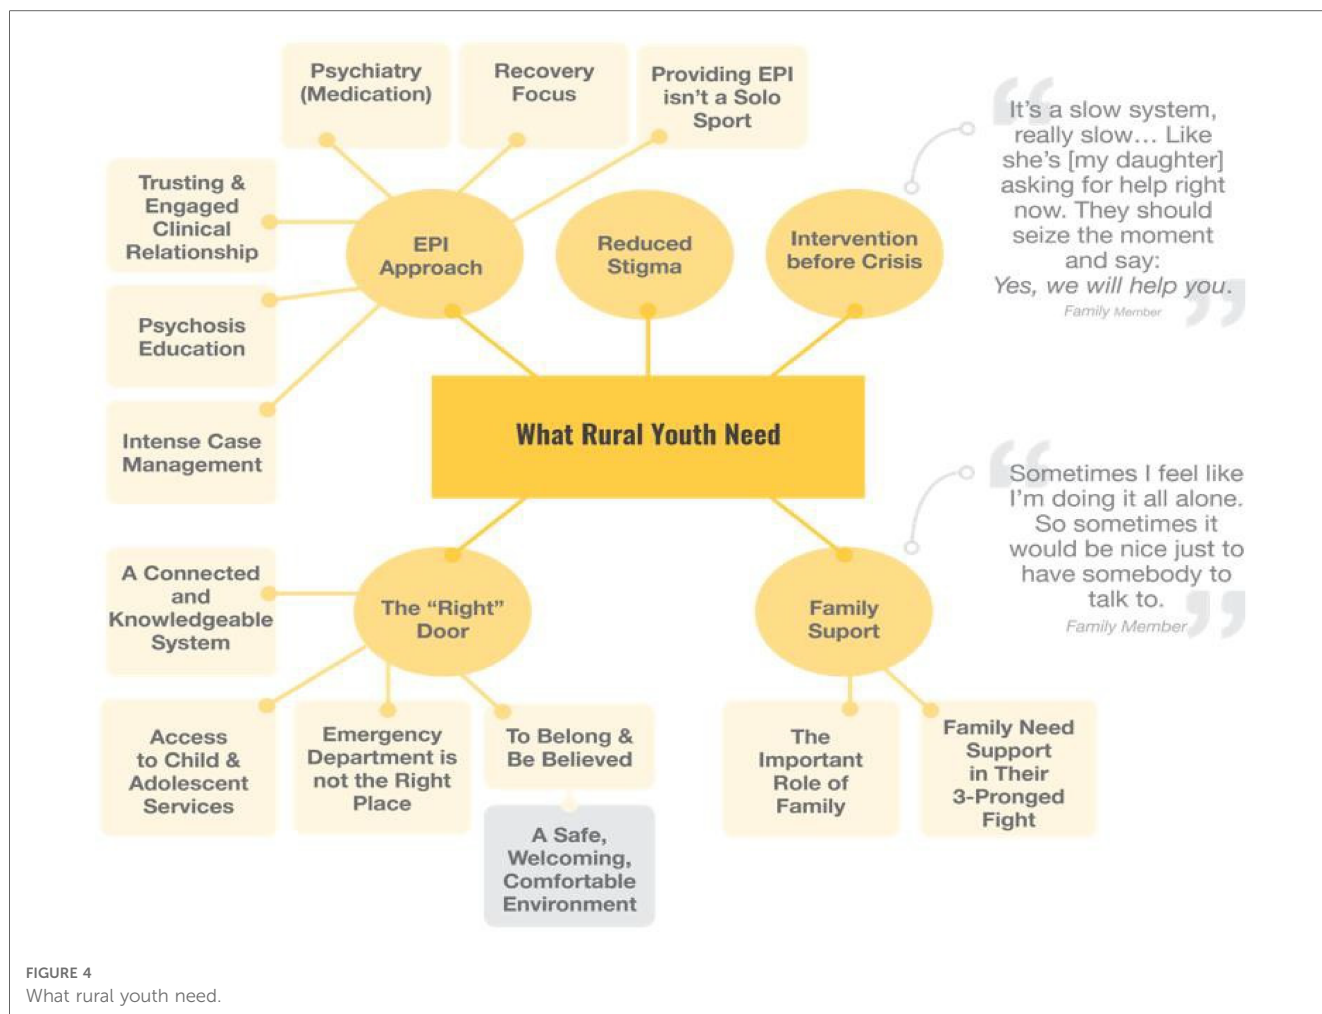 Psychiatry
(Medication)
Recovery
Focus
Providing EPI
isn't a Solo
Sport
Trusting &
Engaged
Clinical
Relationship
Psychosis
Education
Intense Case
Management
EPI
Approach
Reduced
Stigma
Intervention
before Crisis
It's a slow system,
really slow... Like
she's [my daughter]
asking for help right
now. They should
seize the moment
and say:
Yes, we will help you.
Family Member
What Rural Youth Need
Sometimes I feel like
I'm doing it all alone.
So sometimes it
would be nice just to
have somebody to
talk to.
Family Member
A Connected
and
Knowledgeable
System
The “Right”
Door
Family
Suport
Access
to Child &
Adolescent
Services
Emergency
Department is
not the Right
Place
To Belong &
Be Believed
A Safe,
Welcoming,
Comfortable
Environment
The
Important
Role of
Family
Family Need
Support
in Their
3-Pronged
Fight
FIGURE 4
What rural youth need.